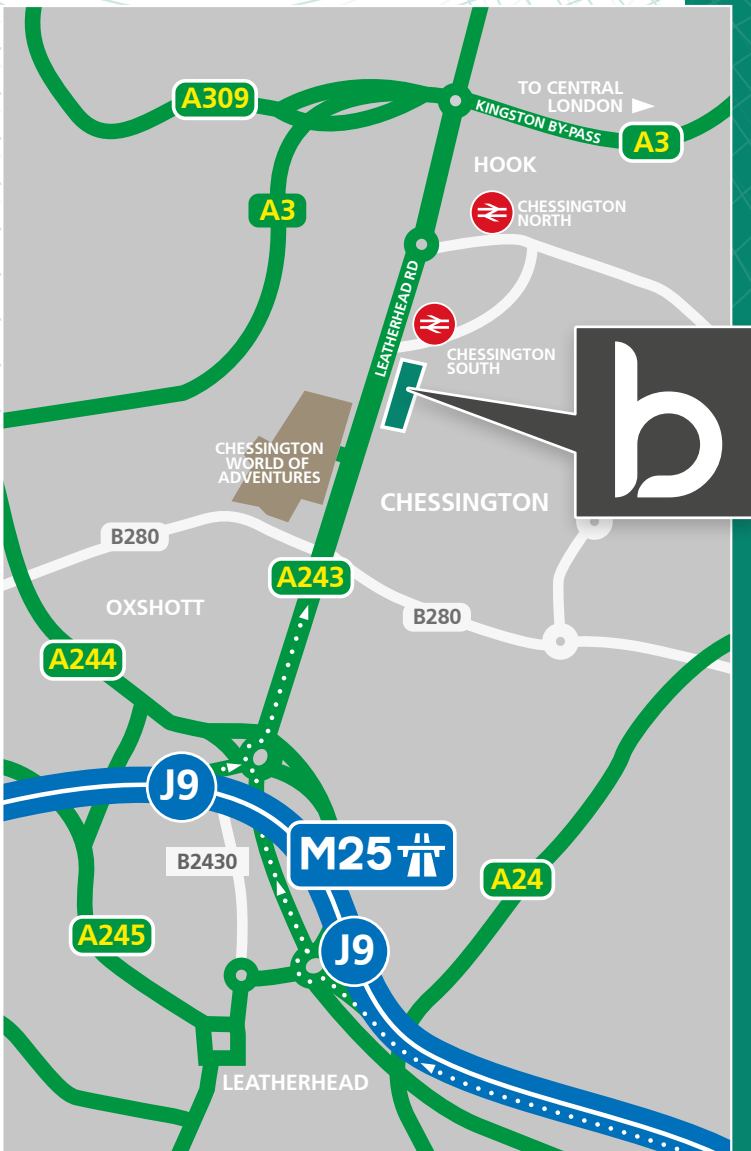 A309
TO CENTRAL
LONDON
KINGSTON BY-PASS
A3
HOOK
A3
CHESSINGTON
NORTH
LEATHERHEAD RD
CHESSINGTON
SOUTH
b
CHESSINGTON
WORLD OF
ADVENTURES
CHESSINGTON
B280
A243
OXSHOTT
B280
A244
J9
M25
B2430
A24
A245
J9
LEATHERHEAD